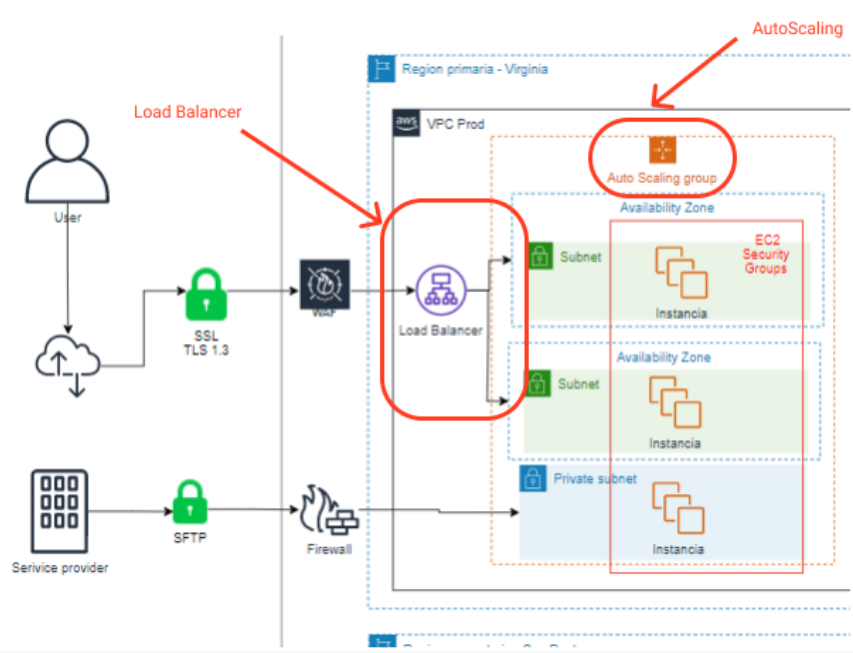 AutoScaling
Load Balancer
Region primaria - Virginia
aws
VPC Prod
Auto Scaling group
Availability Zone
User
EC2
Security
Groups
Subnet
Instancia
WAF
Load Balancer
SSL
TLS 1.3
Availability Zone
Subnet
Instancia
Private subnet
SFTP
Firewall
Instancia
Serivice provider